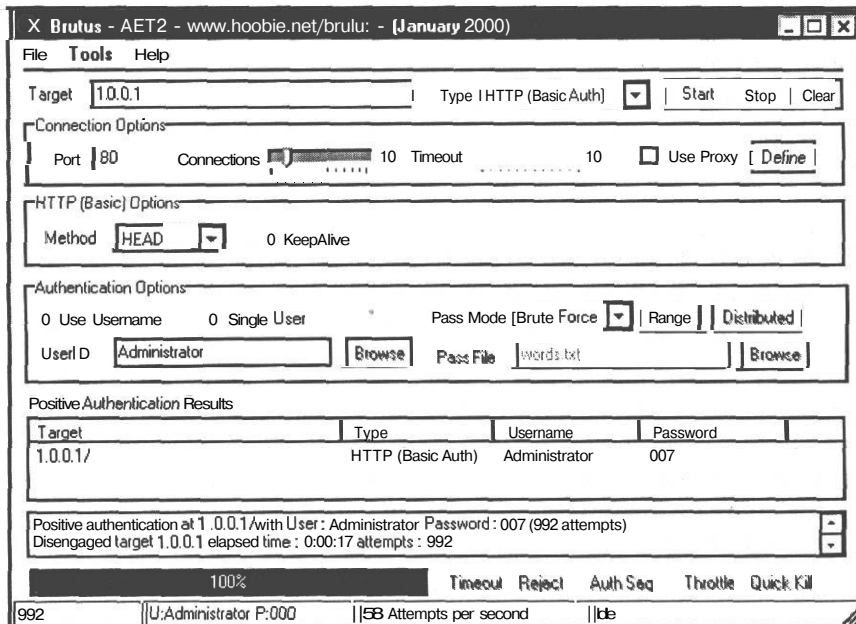 X Brutus - AET2 - www.hoobie.net/brulu: - (January 2000)
File Tools Help
Target 1.0.0.1 Type I HTTP (Basic Auth) Start Stop | Clear
Connection Options
Port 80 Connections 10 Timeout 10 Use Proxy [ Define |
HTTP (Basic) Options
Method HEAD 0 KeepAlive
Authentication Options
0 Use Username 0 Single User Pass Mode [Brute Force | Range | Distributed |
UserI D Administrator Browse Pass File words.txt Browse
Positive Authentication Results
Target Type Username Password
1.0.0.1/ HTTP (Basic Auth) Administrator 007
Positive authentication at 1.0.0.1/with User : Administrator Password : 007 (992 attempts)
Disengaged target 1.0.0.1 elapsed time : 0:00:17 attempts : 992
100% Timeout Reject Auth Seq Throttle Quick Kill
992 U:Administrator P:000 ||58 Attempts per second ||Idle